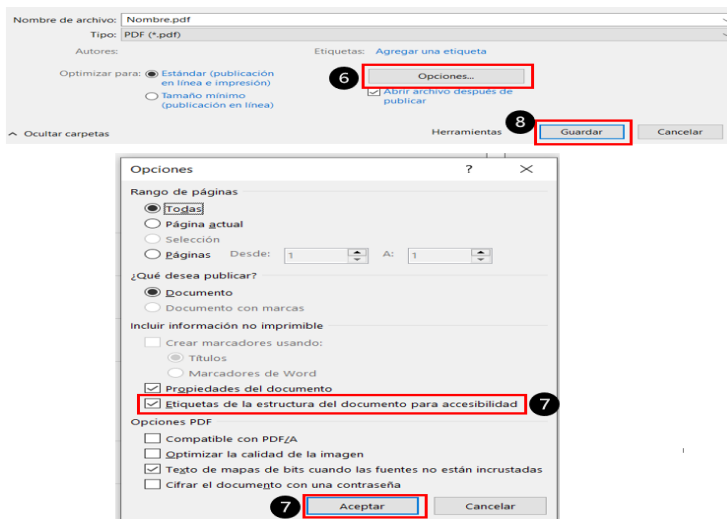 Nombre de archivo: Nombre.pdf
Tipo: PDF (*.pdf)
Autores: Etiquetas: Agregar una etiqueta
Optimizar para: Estándar (publicación en línea e impresión)
Tamaño mínimo (publicación en línea)
6 Opciones...
Abrir archivo después de publicar
Ocultar carpetas
Herramientas 8 Guardar Cancelar
Opciones ? ×
Rango de páginas
Todas
Página actual
Selección
Páginas Desde: 1 A: 1
¿Qué desea publicar?
Documento
Documento con marcas
Incluir información no imprimible
Crear marcadores usando:
Títulos
Marcadores de Word
Propiedades del documento
Etiquetas de la estructura del documento para accesibilidad 7
Opciones PDF
Compatible con PDF/A
Optimizar la calidad de la imagen
Texto de mapas de bits cuando las fuentes no están incrustadas
Cifrar el documento con una contraseña
7 Aceptar Cancelar